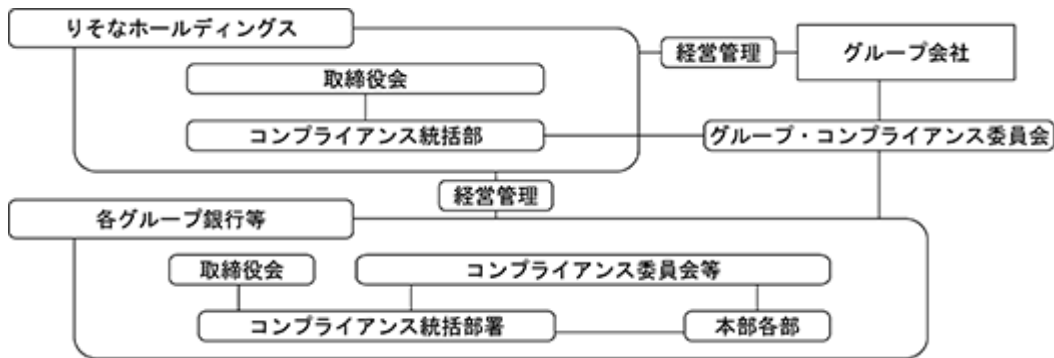 りそなホールディングス
経営管理
グループ会社
取締役会
コンプライアンス統括部
グループ・コンプライアンス委員会
経営管理
各グループ銀行等
取締役会
コンプライアンス委員会等
コンプライアンス統括部署
本部各部